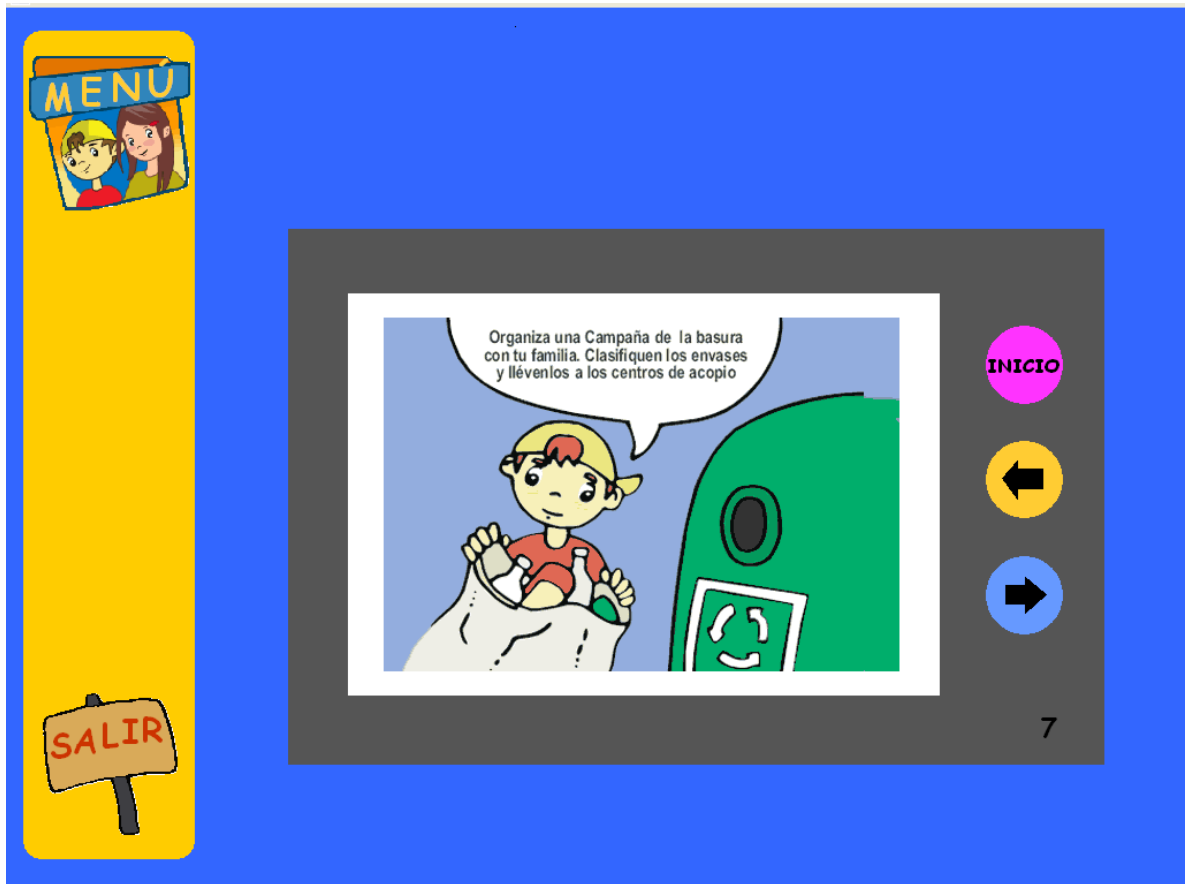 MENÚ
Organiza una Campaña de la basura
con tu familia. Clasifiquen los envases
y llévenlos a los centros de acopio
INICIO
7
SALIR